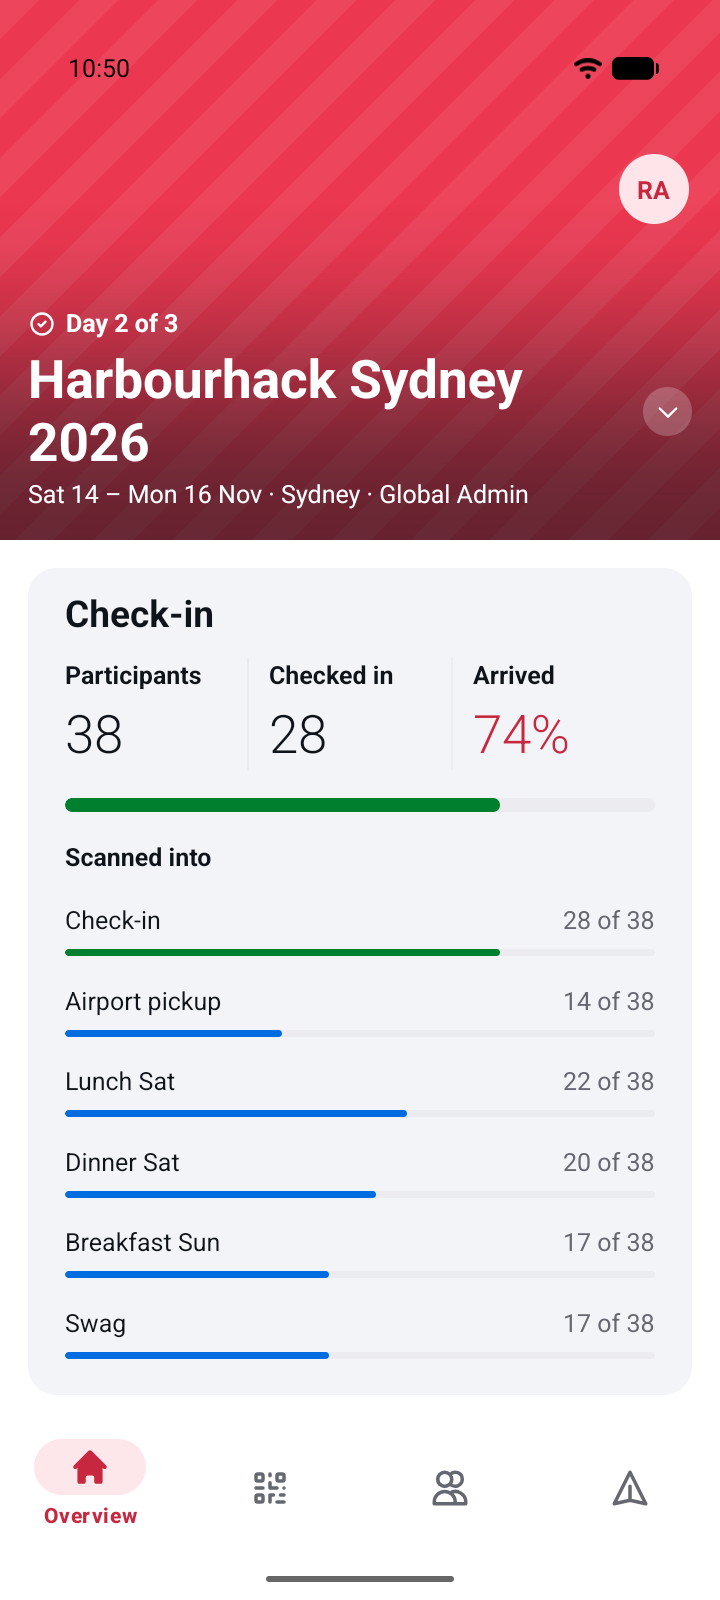 10:50
RA
Day 2 of 3
Harbourhack Sydney
2026
Sat 14 – Mon 16 Nov · Sydney · Global Admin
Check-in
Participants
38
Checked in
28
Arrived
74%
Scanned into
Check-in 28 of 38
Airport pickup 14 of 38
Lunch Sat 22 of 38
Dinner Sat 20 of 38
Breakfast Sun 17 of 38
Swag 17 of 38
Overview